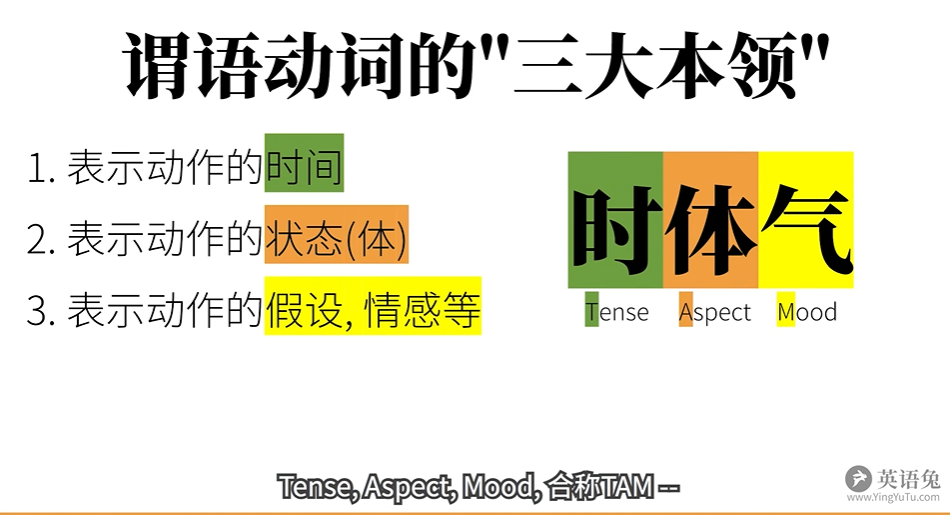 谓语动词的"三大本领"
1. 表示动作的时间
2. 表示动作的状态(体)
3. 表示动作的假设, 情感等
时体气
Tense Aspect Mood
Tense, Aspect, Mood, 合称TAM --
英语兔
www.YingYuTu.com